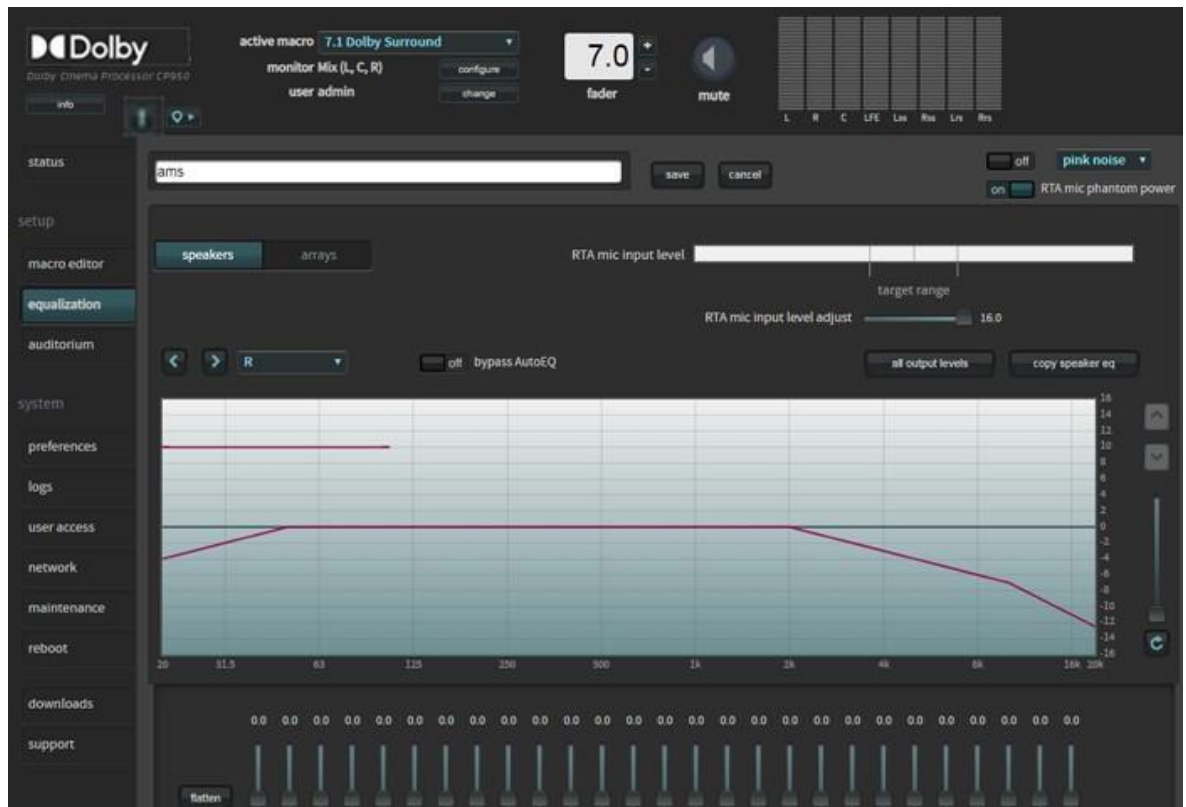 Dolby
Dolby Cinema Processor CP950
info
active macro 7.1 Dolby Surround
monitor Mix (L, C, R) configure
user admin change
7.0
+
-
fader
mute
L R C LFE Lss Rss Lrs Rrs
status
ams
save cancel
off pink noise
on RTA mic phantom power
setup
macro editor
equalization
auditorium
speakers arrays
RTA mic input level
target range
RTA mic input level adjust 16.0
< > R off bypass AutoEQ all output levels copy speaker eq
system
preferences
logs
user access
network
maintenance
reboot
downloads
support
16
14
12
10
8
6
4
2
0
-2
-4
-6
-8
-10
-12
-14
-16
20 31.5 63 125 250 500 1k 2k 4k 8k 16k 20k
0.0 0.0 0.0 0.0 0.0 0.0 0.0 0.0 0.0 0.0 0.0 0.0 0.0 0.0 0.0 0.0 0.0 0.0 0.0 0.0 0.0 0.0 0.0 0.0 0.0 0.0 0.0
flatten